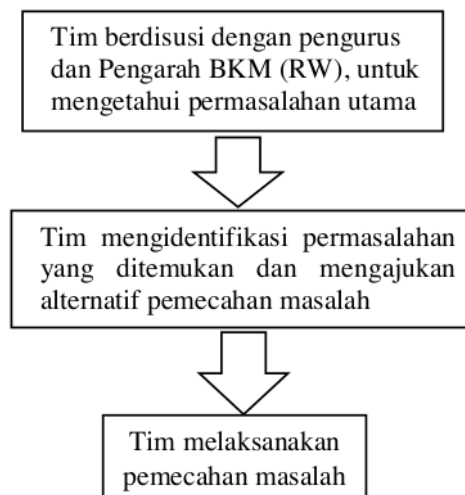 Tim berdisusi dengan pengurus
dan Pengarah BKM (RW), untuk
mengetahui permasalahan utama
Tim mengidentifikasi permasalahan
yang ditemukan dan mengajukan
alternatif pemecahan masalah
Tim melaksanakan
pemecahan masalah